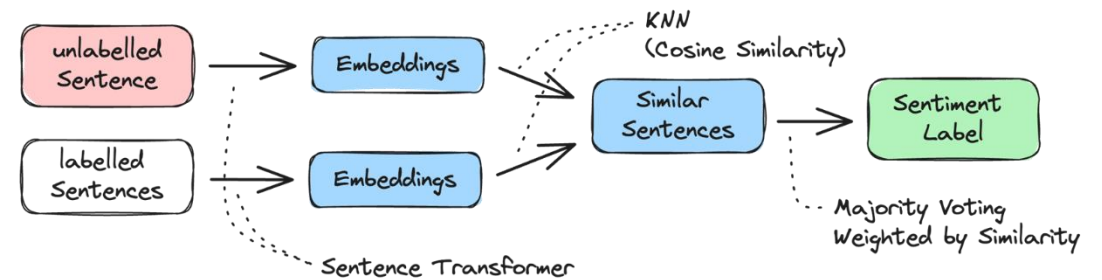 unlabelled
Sentence
Embeddings
KNN
(Cosine Similarity)
Similar
Sentences
Sentiment
Label
labelled
Sentences
Embeddings
Majority Voting
Weighted by Similarity
Sentence Transformer